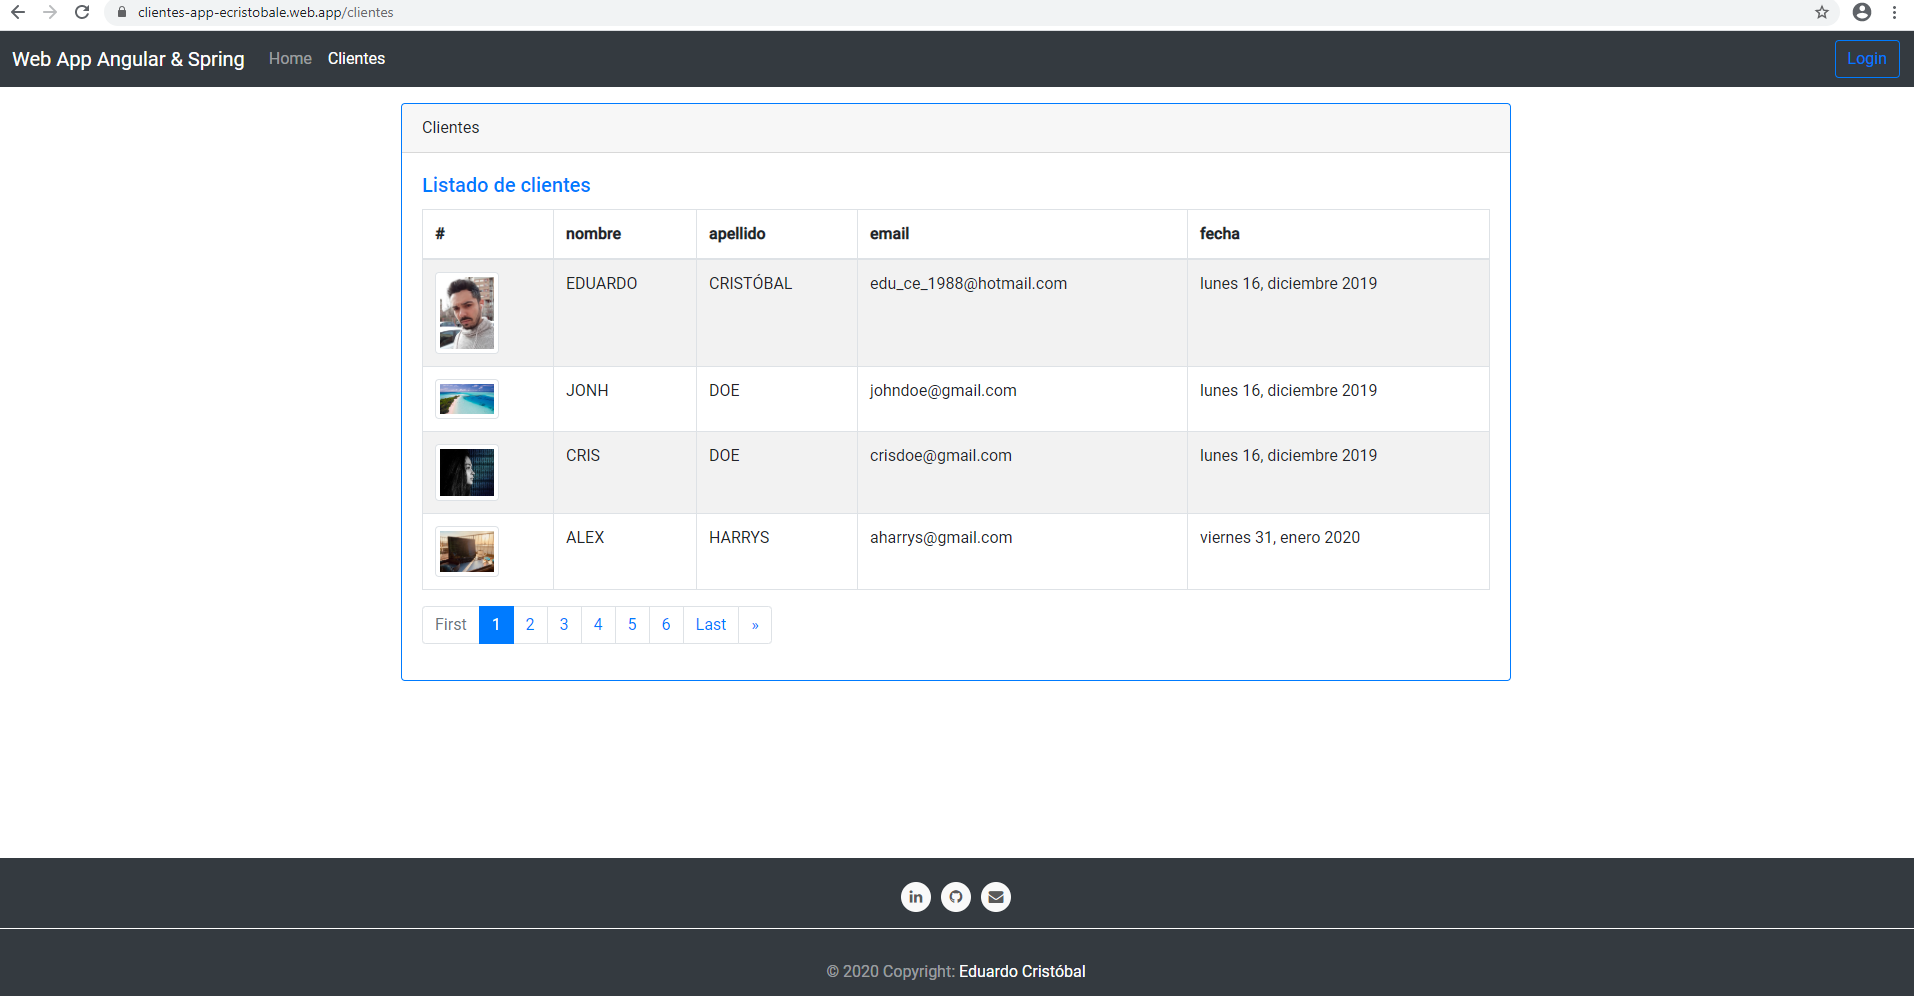 clientes-app-ecristobale.web.app/clientes
Web App Angular & Spring Home Clientes Login
Clientes
Listado de clientes
# nombre apellido email fecha
EDUARDO CRISTÓBAL edu_ce_1988@hotmail.com lunes 16, diciembre 2019
JONH DOE johndoe@gmail.com lunes 16, diciembre 2019
CRIS DOE crisdoe@gmail.com lunes 16, diciembre 2019
ALEX HARRYS aharrys@gmail.com viernes 31, enero 2020
First 1 2 3 4 5 6 Last »
in
© 2020 Copyright: Eduardo Cristóbal